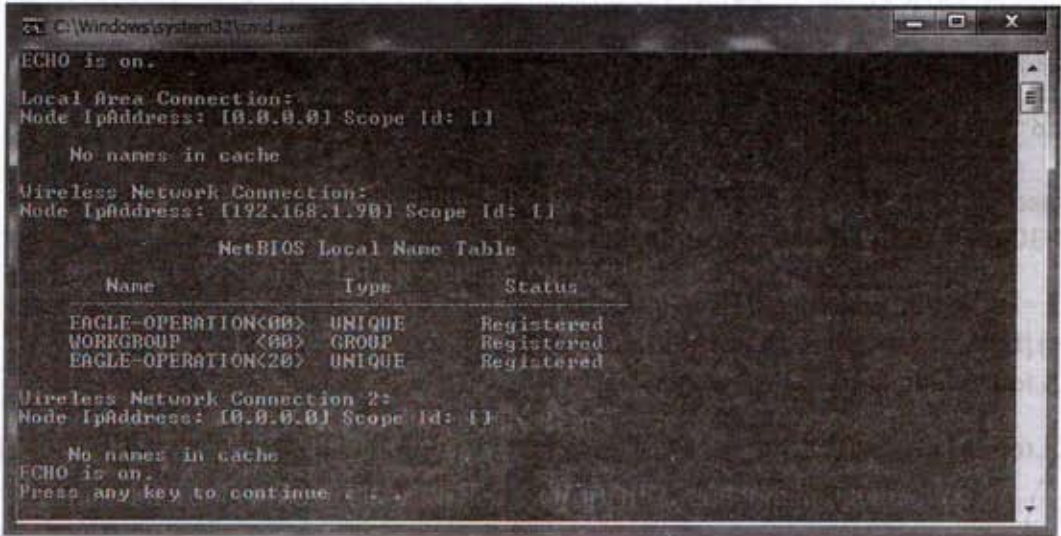 C:\Windows\system32\cmd.exe
ECHO is on.
Local Area Connection:
Node IpAddress: [0.0.0.0] Scope Id: []
No names in cache
Wireless Network Connection:
Node IpAddress: [192.168.1.90] Scope Id: []
NetBIOS Local Name Table
Name Type Status
EAGLE-OPERATION<00> UNIQUE Registered
WORKGROUP <00> GROUP Registered
EAGLE-OPERATION<20> UNIQUE Registered
Wireless Network Connection 2:
Node IpAddress: [0.0.0.0] Scope Id: []
No names in cache
ECHO is on.
Press any key to continue . . .